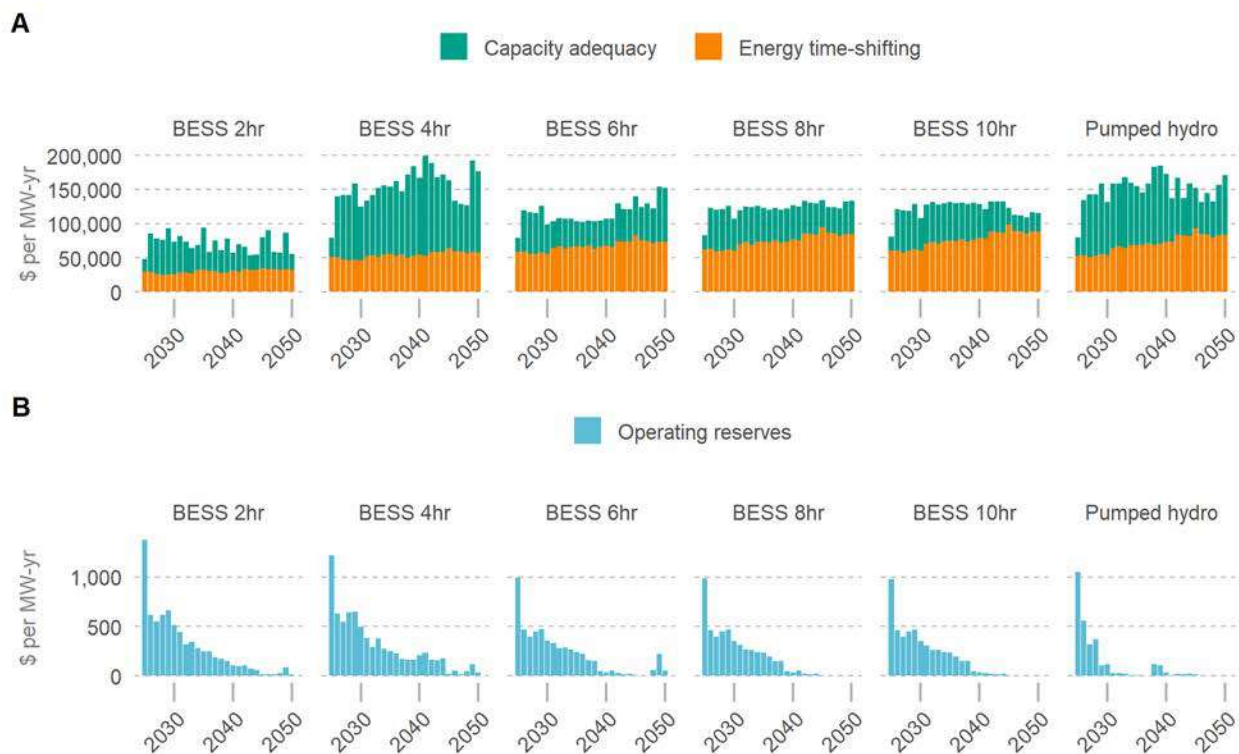 A
Capacity adequacy Energy time-shifting
BESS 2hr BESS 4hr BESS 6hr BESS 8hr BESS 10hr Pumped hydro
$ per MW-yr
200,000
150,000
100,000
50,000
0
2030 2040 2050 2030 2040 2050 2030 2040 2050 2030 2040 2050 2030 2040 2050 2030 2040 2050
B
Operating reserves
BESS 2hr BESS 4hr BESS 6hr BESS 8hr BESS 10hr Pumped hydro
$ per MW-yr
1,000
500
0
2030 2040 2050 2030 2040 2050 2030 2040 2050 2030 2040 2050 2030 2040 2050 2030 2040 2050